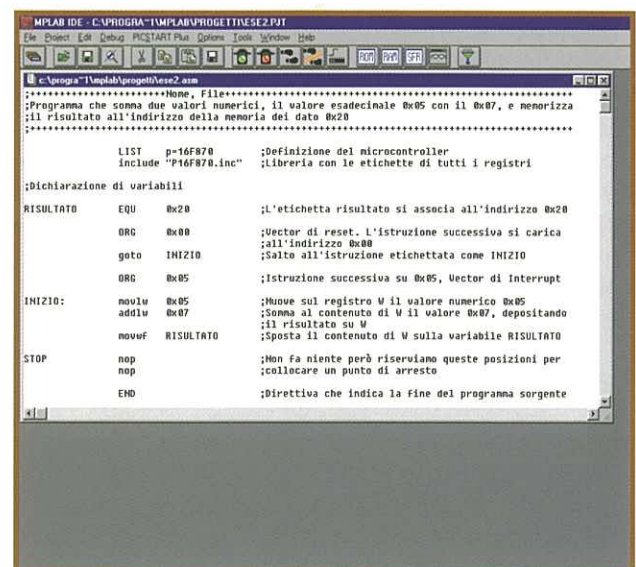 MPLAB IDE - C:\PROGRA~1\MPLAB\PROGETTI\ESE2.PJT
File Project Edit Debug PICSTART Plus Options Tools Window Help
ROM RAM SFR
c:\progra~1\mplab\progetti\ese2.asm
;++++++++++++++++++++++++Nome, File++++++++++++++++++++++++++++++++++++++++++++++++++++++
;Programma che somma due valori numerici, il valore esadecimale 0x05 con il 0x07, e memorizza
;il risultato all'indirizzo della memoria dei dato 0x20
;++++++++++++++++++++++++++++++++++++++++++++++++++++++++++++++++++++++++++++++++++++++++
LIST p=16F870 ;Definizione del microcontroller
include "P16F870.inc" ;Libreria con le etichette di tutti i registri
;Dichiarazione di variabili
RISULTATO EQU 0x20 ;L'etichetta risultato si associa all'indirizzo 0x20
ORG 0x00 ;Vector di reset. L'istruzione successiva si carica
;all'indirizzo 0x00
goto INIZIO ;Salto all'istruzione etichettata come INIZIO
ORG 0x05 ;Istruzione successiva su 0x05, Vector di Interrupt
INIZIO: movlw 0x05 ;Muove sul registro W il valore numerico 0x05
addlw 0x07 ;Somma al contenuto di W il valore 0x07, depositando
;il risultato su W
movwf RISULTATO ;Sposta il contenuto di W sulla variabile RISULTATO
STOP nop ;Non fa niente però riserviamo queste posizioni per
nop ;collocare un punto di arresto
END ;Direttiva che indica la fine del programma sorgente